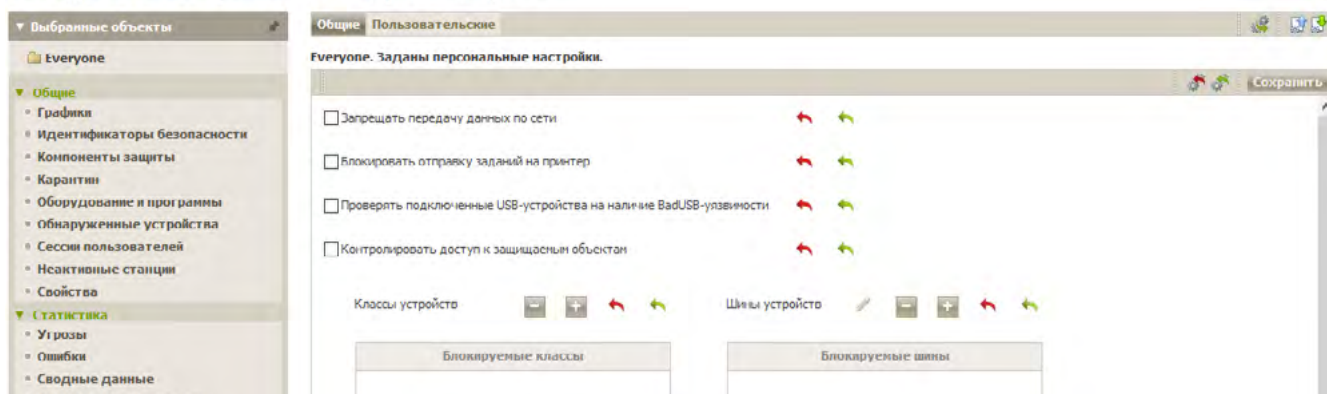 Выбранные объекты
Everyone
Общие
Графики
Идентификаторы безопасности
Компоненты защиты
Карантин
Оборудование и программы
Обнаруженные устройства
Сессии пользователей
Неактивные станции
Свойства
Статистика
Угрозы
Ошибки
Сводные данные
Общие Пользовательские
Everyone. Заданы персональные настройки.
Сохранить
Запрещать передачу данных по сети
Блокировать отправку заданий на принтер
Проверять подключенные USB-устройства на наличие BadUSB-уязвимости
Контролировать доступ к защищаемым объектам
Классы устройств Шины устройств
Блокируемые классы Блокируемые шины